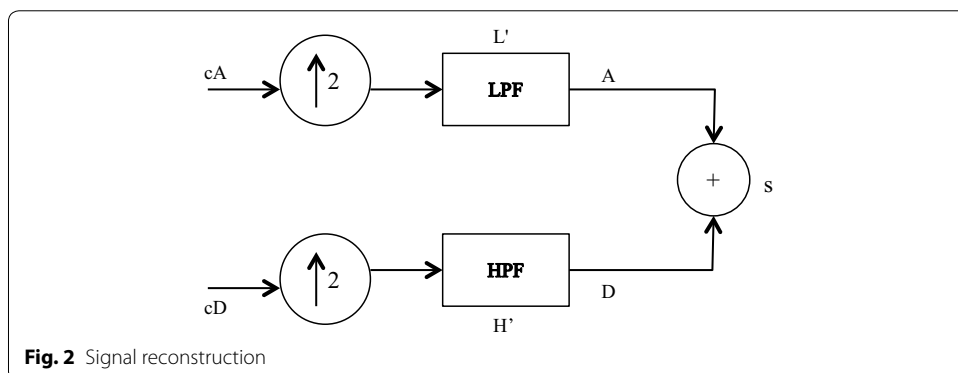 L'
cA
2
LPF
A
+
s
cD
2
HPF
D
H’
Fig. 2 Signal reconstruction